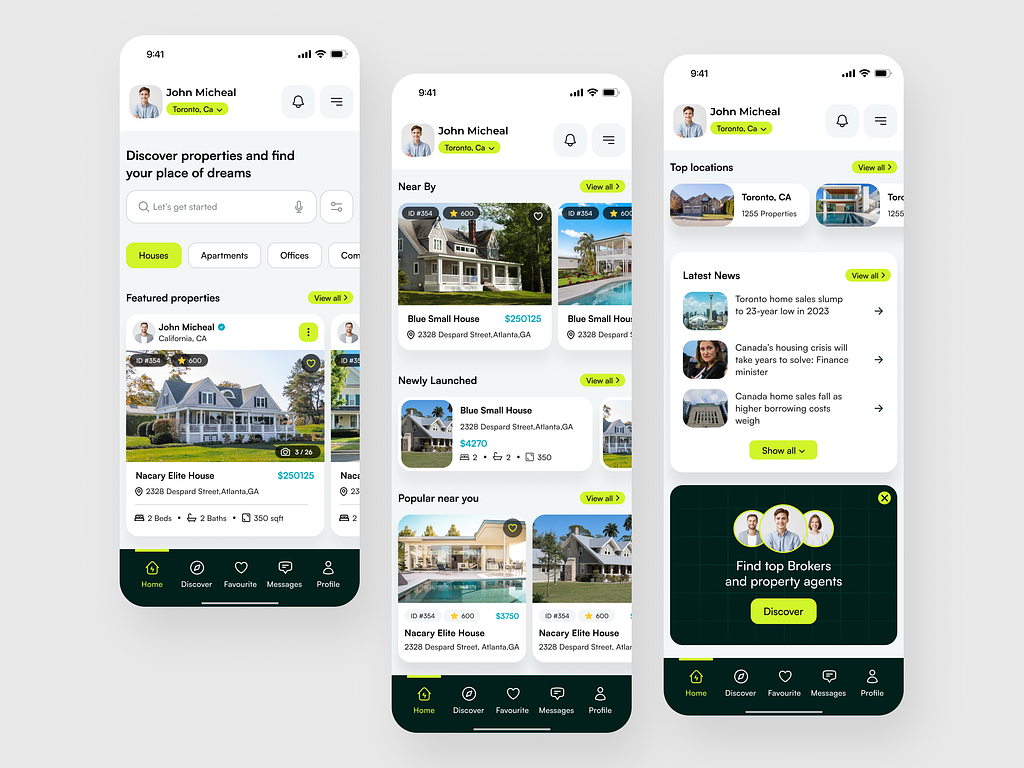 9:41
John Micheal
Toronto, Ca
Discover properties and find
your place of dreams
Let's get started
Houses
Apartments
Offices
Com
Featured properties
View all
John Micheal
California, CA
ID #354
600
ID #354
3 / 26
Nacary Elite House
$250125
2328 Despard Street,Atlanta,GA
2 Beds • 2 Baths • 350 sqft
Nacary
23
2
Home
Discover
Favourite
Messages
Profile
9:41
John Micheal
Toronto, Ca
Near By
View all
ID #354
600
ID #354
600
Blue Small House
$250125
2328 Despard Street,Atlanta,GA
Blue Small Hous
2328 Despard S
Newly Launched
View all
Blue Small House
2328 Despard Street,Atlanta,GA
$4270
2 • 2 • 350
Popular near you
View all
ID #354
600
$3750
Nacary Elite House
2328 Despard Street, Atlanta,GA
ID #354
600
Nacary Elite House
2328 Despard Street, Atlanta
Home
Discover
Favourite
Messages
Profile
9:41
John Micheal
Toronto, Ca
Top locations
View all
Toronto, CA
1255 Properties
Toro
1255
Latest News
View all
Toronto home sales slump
to 23-year low in 2023
Canada's housing crisis will
take years to solve: Finance
minister
Canada home sales fall as
higher borrowing costs
weigh
Show all
Find top Brokers
and property agents
Discover
Home
Discover
Favourite
Messages
Profile